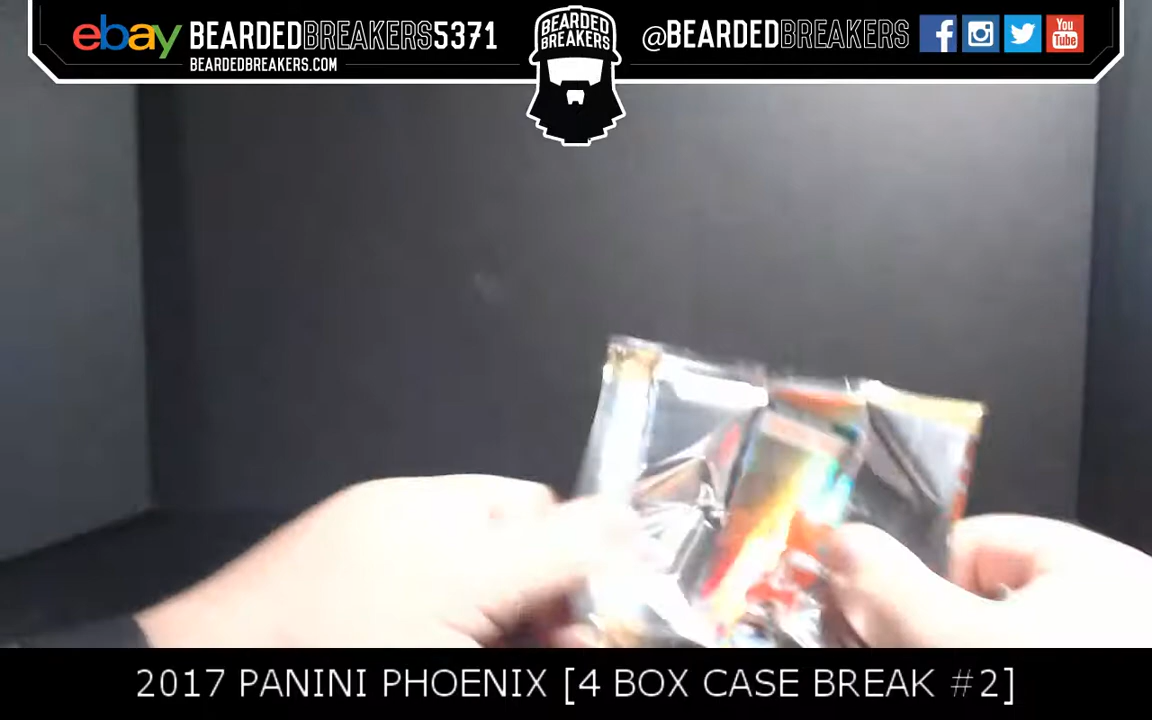 ebay BEARDEDBREAKERS5371
BEARDEDBREAKERS.COM
BEARDED
BREAKERS
@BEARDEDBREAKERS
You
Tube
2017 PANINI PHOENIX [4 BOX CASE BREAK #2]